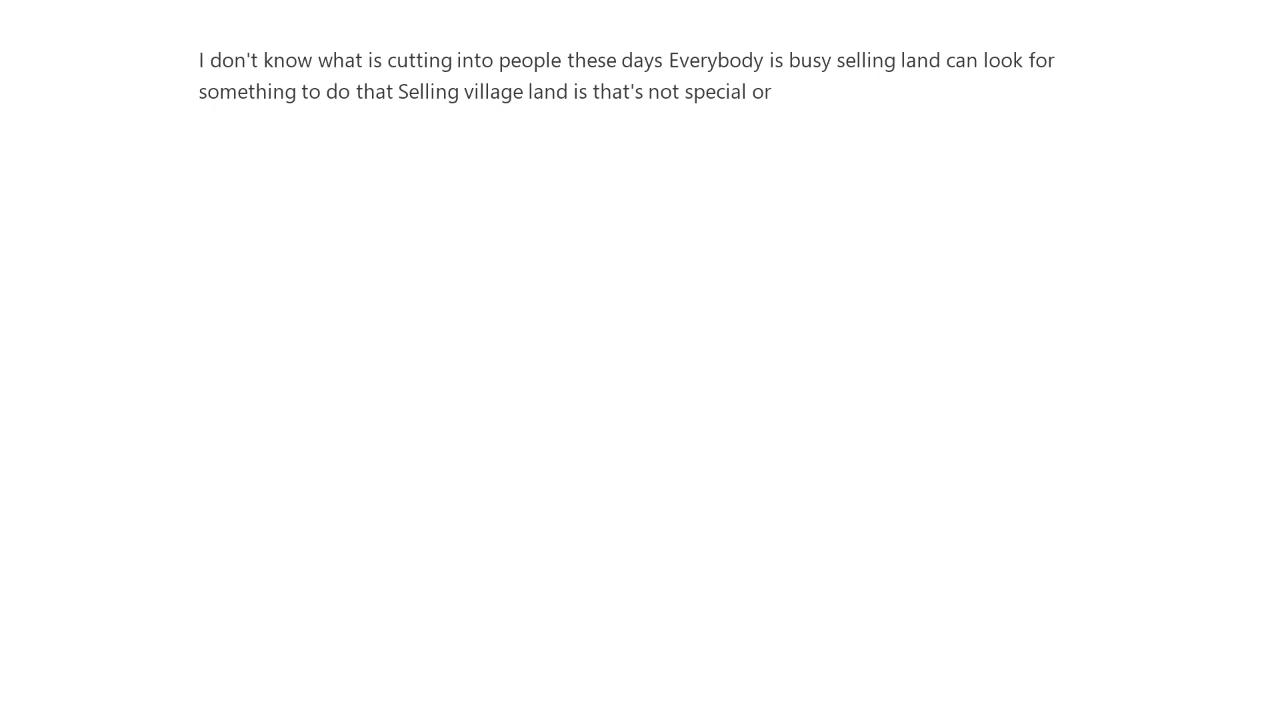 I don't know what is cutting into people these days Everybody is busy selling land can look for
something to do that Selling village land is that's not special or